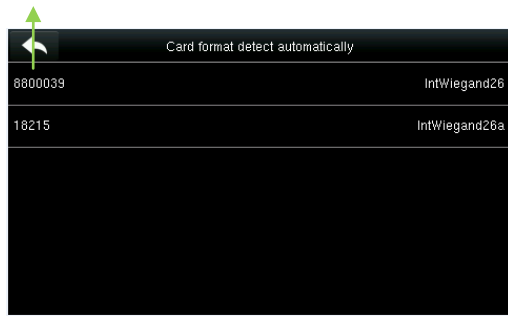 Card format detect automatically
8800039 IntWiegand26
18215 IntWiegand26a